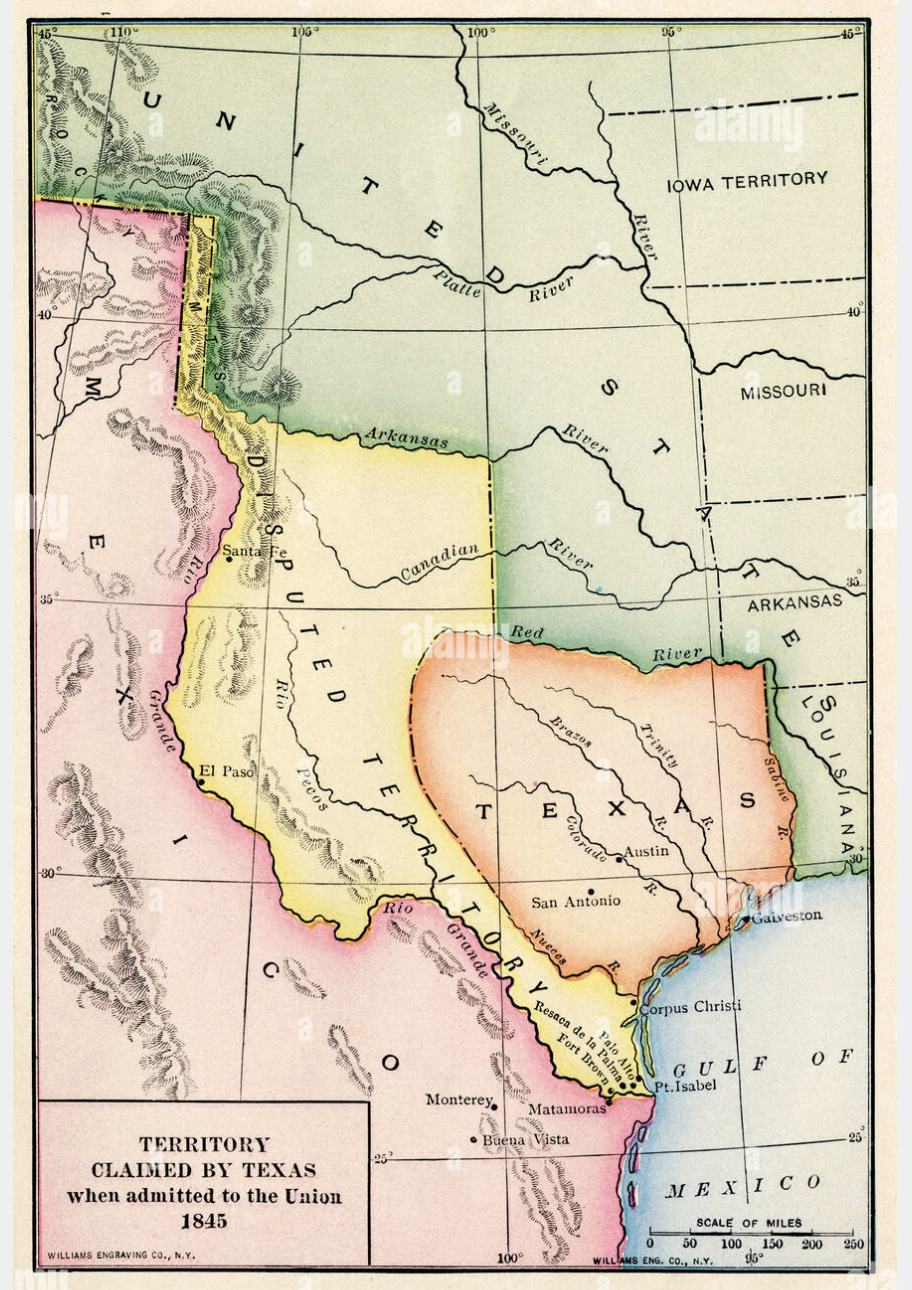 45° 110° 105° 100° 95° 45°
UNITED STATES
ROCKY MTS
Missouri
River
IOWA TERRITORY
Platte River
40° 40°
MISSOURI
MEXICO
Arkansas River
DISPUTED TERRITORY
Santa Fe
Canadian River
35° 35°
ARKANSAS
Red River
LOUISIANA
Rio Grande
Rio Pecos
El Paso
Brazos R.
Trinity R.
Sabine R.
TEXAS
Colorado R.
Austin
30° 30°
San Antonio
Galveston
Rio Grande
Nueces R.
Corpus Christi
Palo Alto
Resaca de la Palma
Fort Brown
Pt. Isabel
GULF OF
MEXICO
Monterey
Matamoras
Buena Vista
25° 25°
TERRITORY
CLAIMED BY TEXAS
when admitted to the Union
1845
WILLIAMS ENGRAVING CO., N.Y.
SCALE OF MILES
0 50 100 150 200 250
100° 95°
WILLIAMS ENG. CO., N.Y.
alamy
alamy
alamy
a